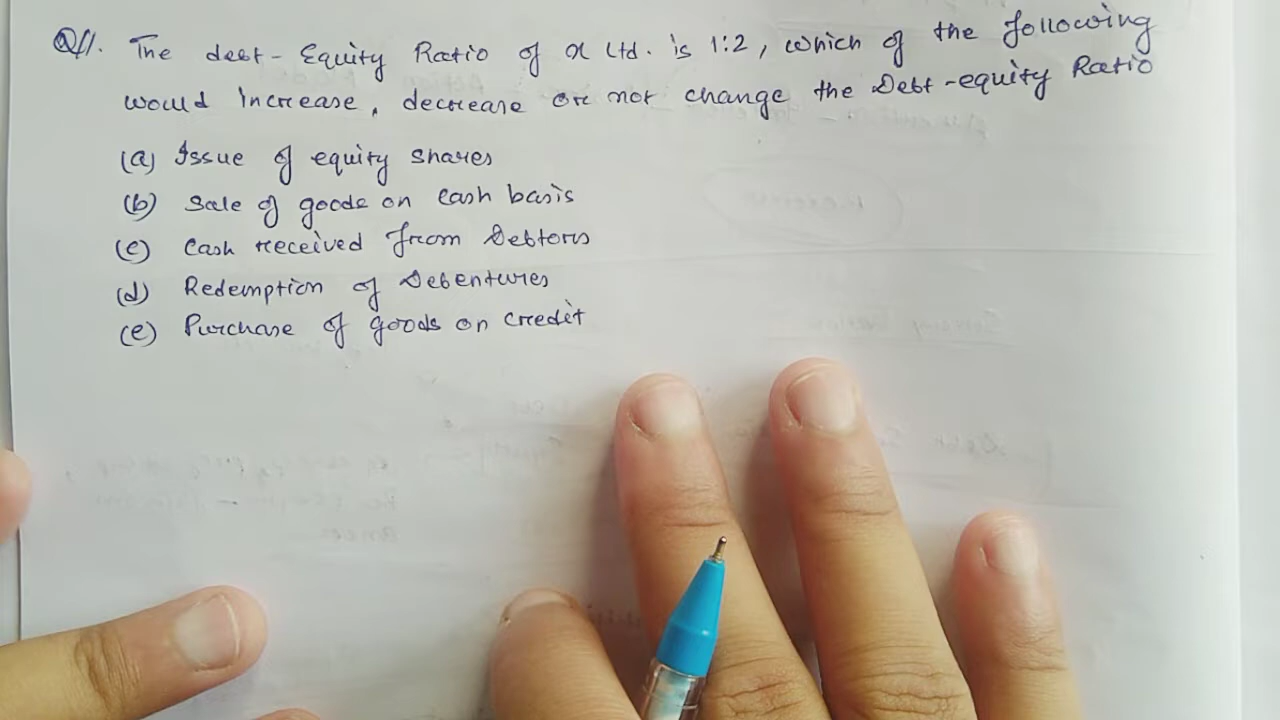 Q1. The debt-Equity Ratio of X Ltd. is 1:2, which of the following
would increase, decrease or not change the Debt-equity Ratio
(a) Issue of equity shares
(b) Sale of goods on cash basis
(c) Cash received from Debtors
(d) Redemption of Debentures
(e) Purchase of goods on credit